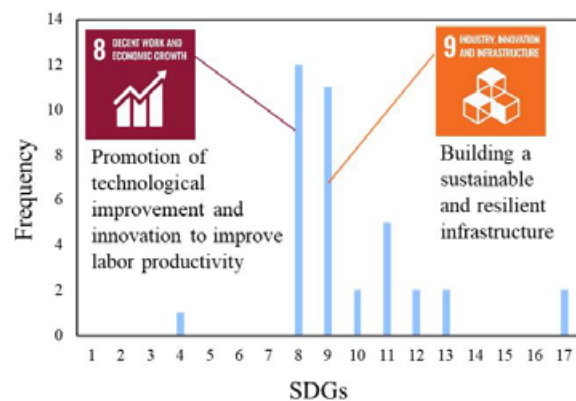 14
12
10
8
6
4
2
0
Frequency
8 DECENT WORK AND
ECONOMIC GROWTH
Promotion of
technological
improvement and
innovation to improve
labor productivity
9 INDUSTRY, INNOVATION
AND INFRASTRUCTURE
Building a
sustainable
and resilient
infrastructure
1 2 3 4 5 6 7 8 9 10 11 12 13 14 15 16 17
SDGs